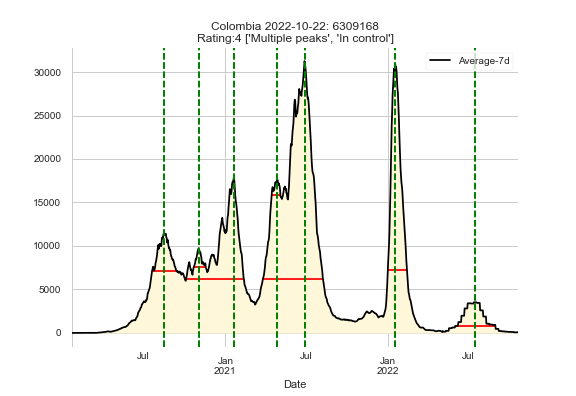 Colombia 2022-10-22: 6309168
Rating:4 ['Multiple peaks', 'In control']
Average-7d
30000
25000
20000
15000
10000
5000
0
Jul
Jan
2021
Jul
Jan
2022
Jul
Date